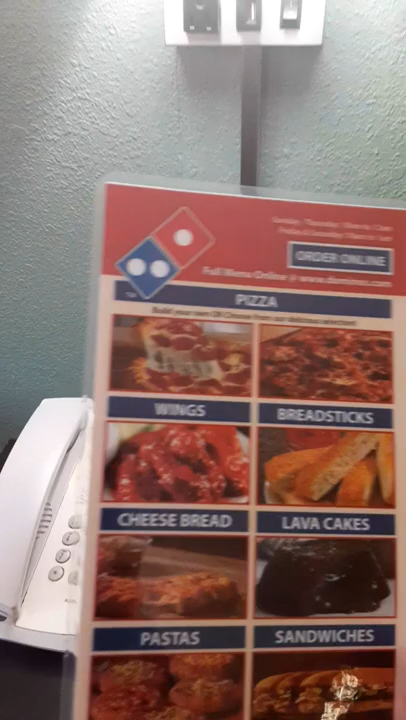 ORDER ONLINE
Full Menu Online @ www.dominos.com
PIZZA
Build your own OR Choose from our delicious selection!
WINGS
BREADSTICKS
CHEESE BREAD
LAVA CAKES
PASTAS
SANDWICHES